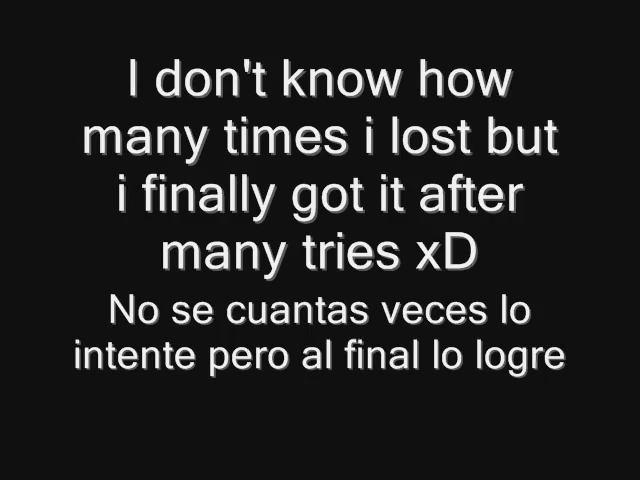 I don't know how
many times i lost but
i finally got it after
many tries xD
No se cuantas veces lo
intente pero al final lo logre